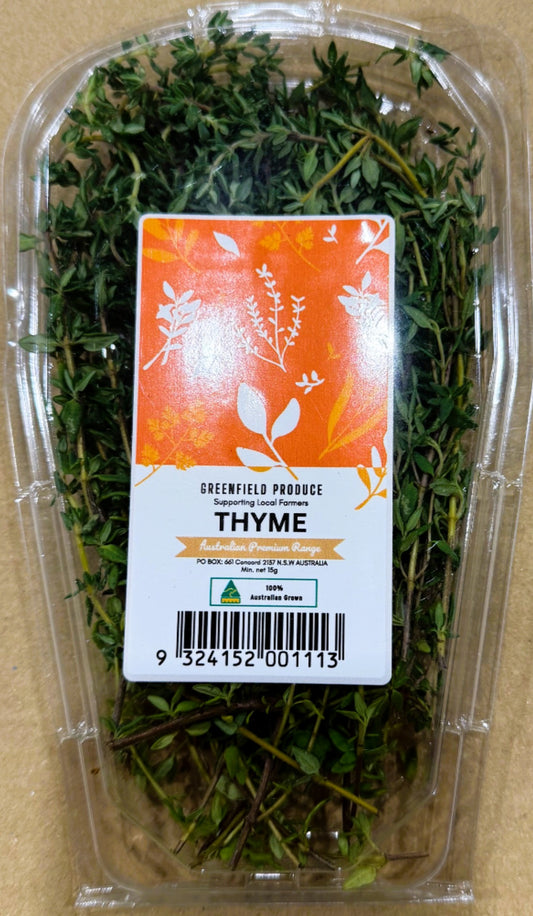 GREENFIELD PRODUCE
Supporting Local Farmers
THYME
Australian Premium Range
PO BOX: 661 Concord 2137 N.S.W AUSTRALIA
Min. net 15g
100%
Australian Grown
9 324152 001113